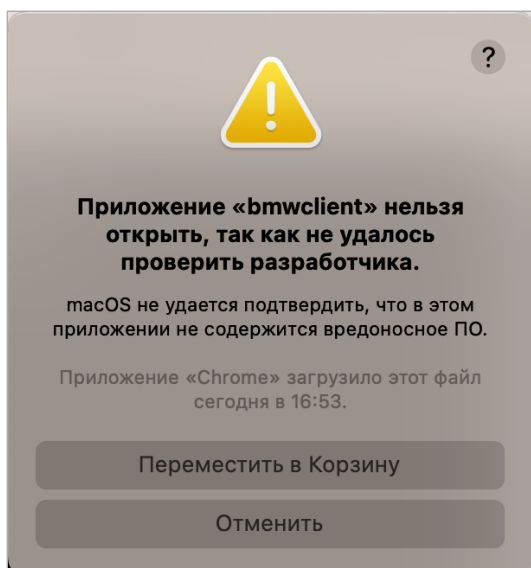 ?
Приложение «bmwclient» нельзя
открыть, так как не удалось
проверить разработчика.
macOS не удается подтвердить, что в этом
приложении не содержится вредоносное ПО.
Приложение «Chrome» загрузило этот файл
сегодня в 16:53.
Переместить в Корзину
Отменить